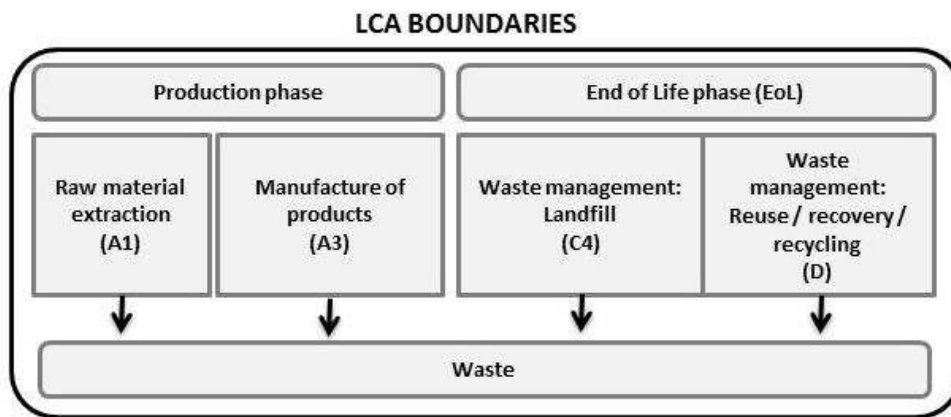 LCA BOUNDARIES
Production phase
End of Life phase (EoL)
Raw material
extraction
(A1)
Manufacture of
products
(A3)
Waste management:
Landfill
(C4)
Waste
management:
Reuse / recovery /
recycling
(D)
Waste